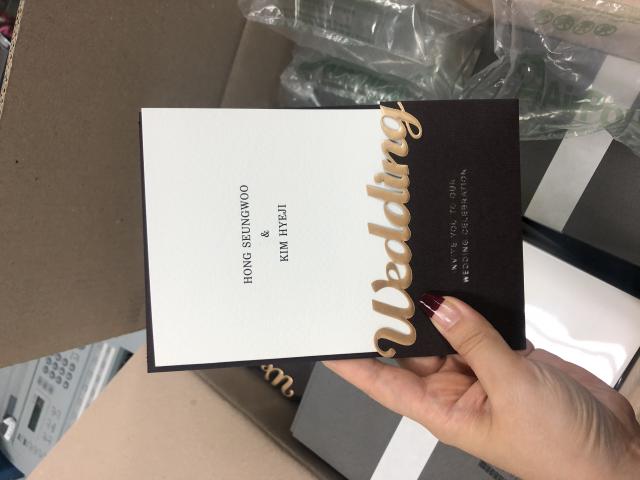 HONG SEUNGWOO
&
KIM HYEJI
Wedding
INVITE YOU TO OUR
WEDDING CELEBRATION